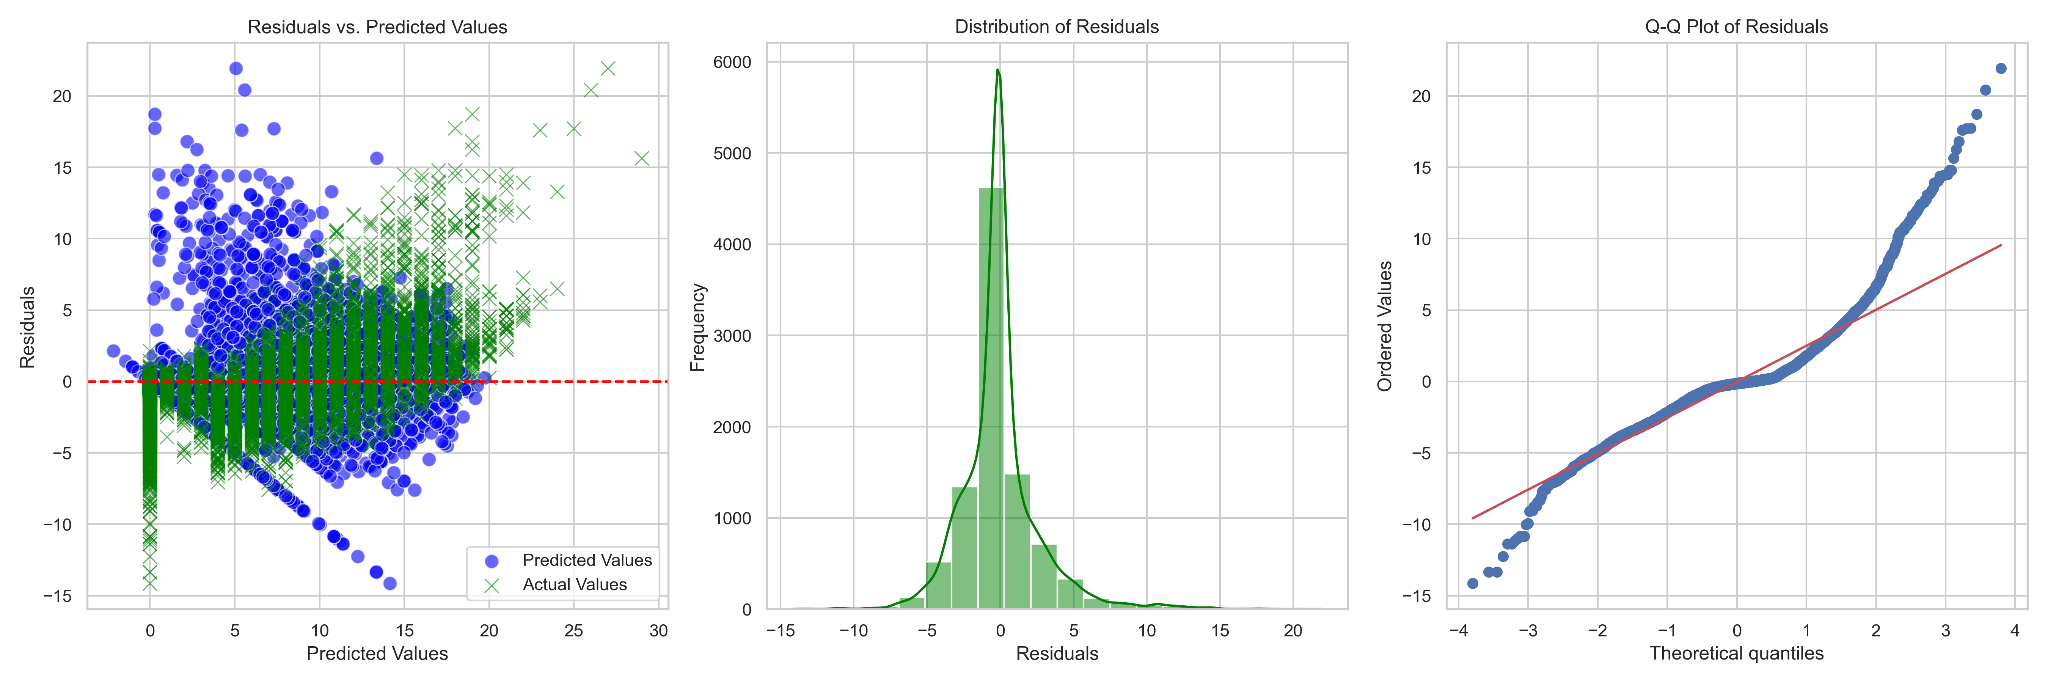 Residuals vs. Predicted Values
Residuals
20
15
10
5
0
−5
−10
−15
0 5 10 15 20 25 30
Predicted Values
Predicted Values
Actual Values
Distribution of Residuals
Frequency
6000
5000
4000
3000
2000
1000
0
−15 −10 −5 0 5 10 15 20
Residuals
Q-Q Plot of Residuals
Ordered Values
20
15
10
5
0
−5
−10
−15
−4 −3 −2 −1 0 1 2 3 4
Theoretical quantiles